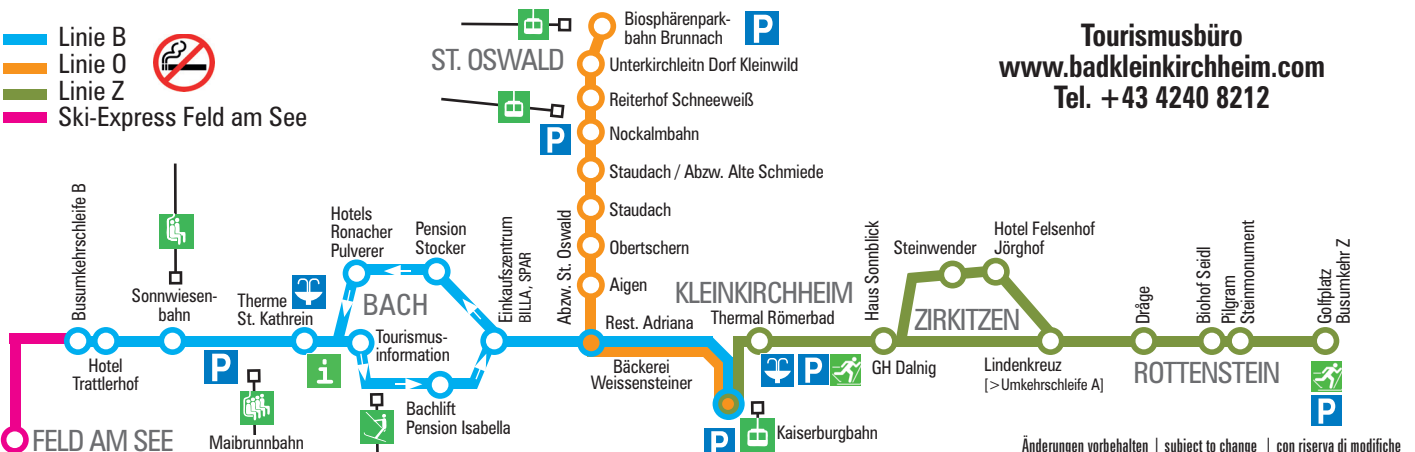 Linie B
Linie O
Linie Z
Ski-Express Feld am See
ST. OSWALD
Biosphärenpark-
bahn Brunnach
P
Unterkirchleitn Dorf Kleinwild
Reiterhof Schneeweiß
P
Nockalmbahn
Staudach / Abzw. Alte Schmiede
Staudach
Obertschern
Aigen
Abzw. St. Oswald
Tourismusbüro
www.badkleinkirchheim.com
Tel. +43 4240 8212
Busumkehrschleife B
Hotel
Trattlerhof
Sonnwiesen-
bahn
P
Maibrunnbahn
Therme
St. Kathrein
i
Hotels
Ronacher
Pulverer
Pension
Stocker
BACH
Tourismus-
information
Bachlift
Pension Isabella
Einkaufszentrum
BILLA, SPAR
Rest. Adriana
Bäckerei
Weissensteiner
KLEINKIRCHHEIM
Thermal Römerbad
P
P
Kaiserburgbahn
Haus Sonnblick
GH Dalnig
Steinwender
Hotel Felsenhof
Jörghof
ZIRKITZEN
Lindenkreuz
[>Umkehrschleife A]
Dräge
Biohof Seidl
Pilgram
Steinmonument
ROTTENSTEIN
Golfplatz
Busumkehr Z
P
FELD AM SEE
Änderungen vorbehalten | subject to change | con riserva di modifiche